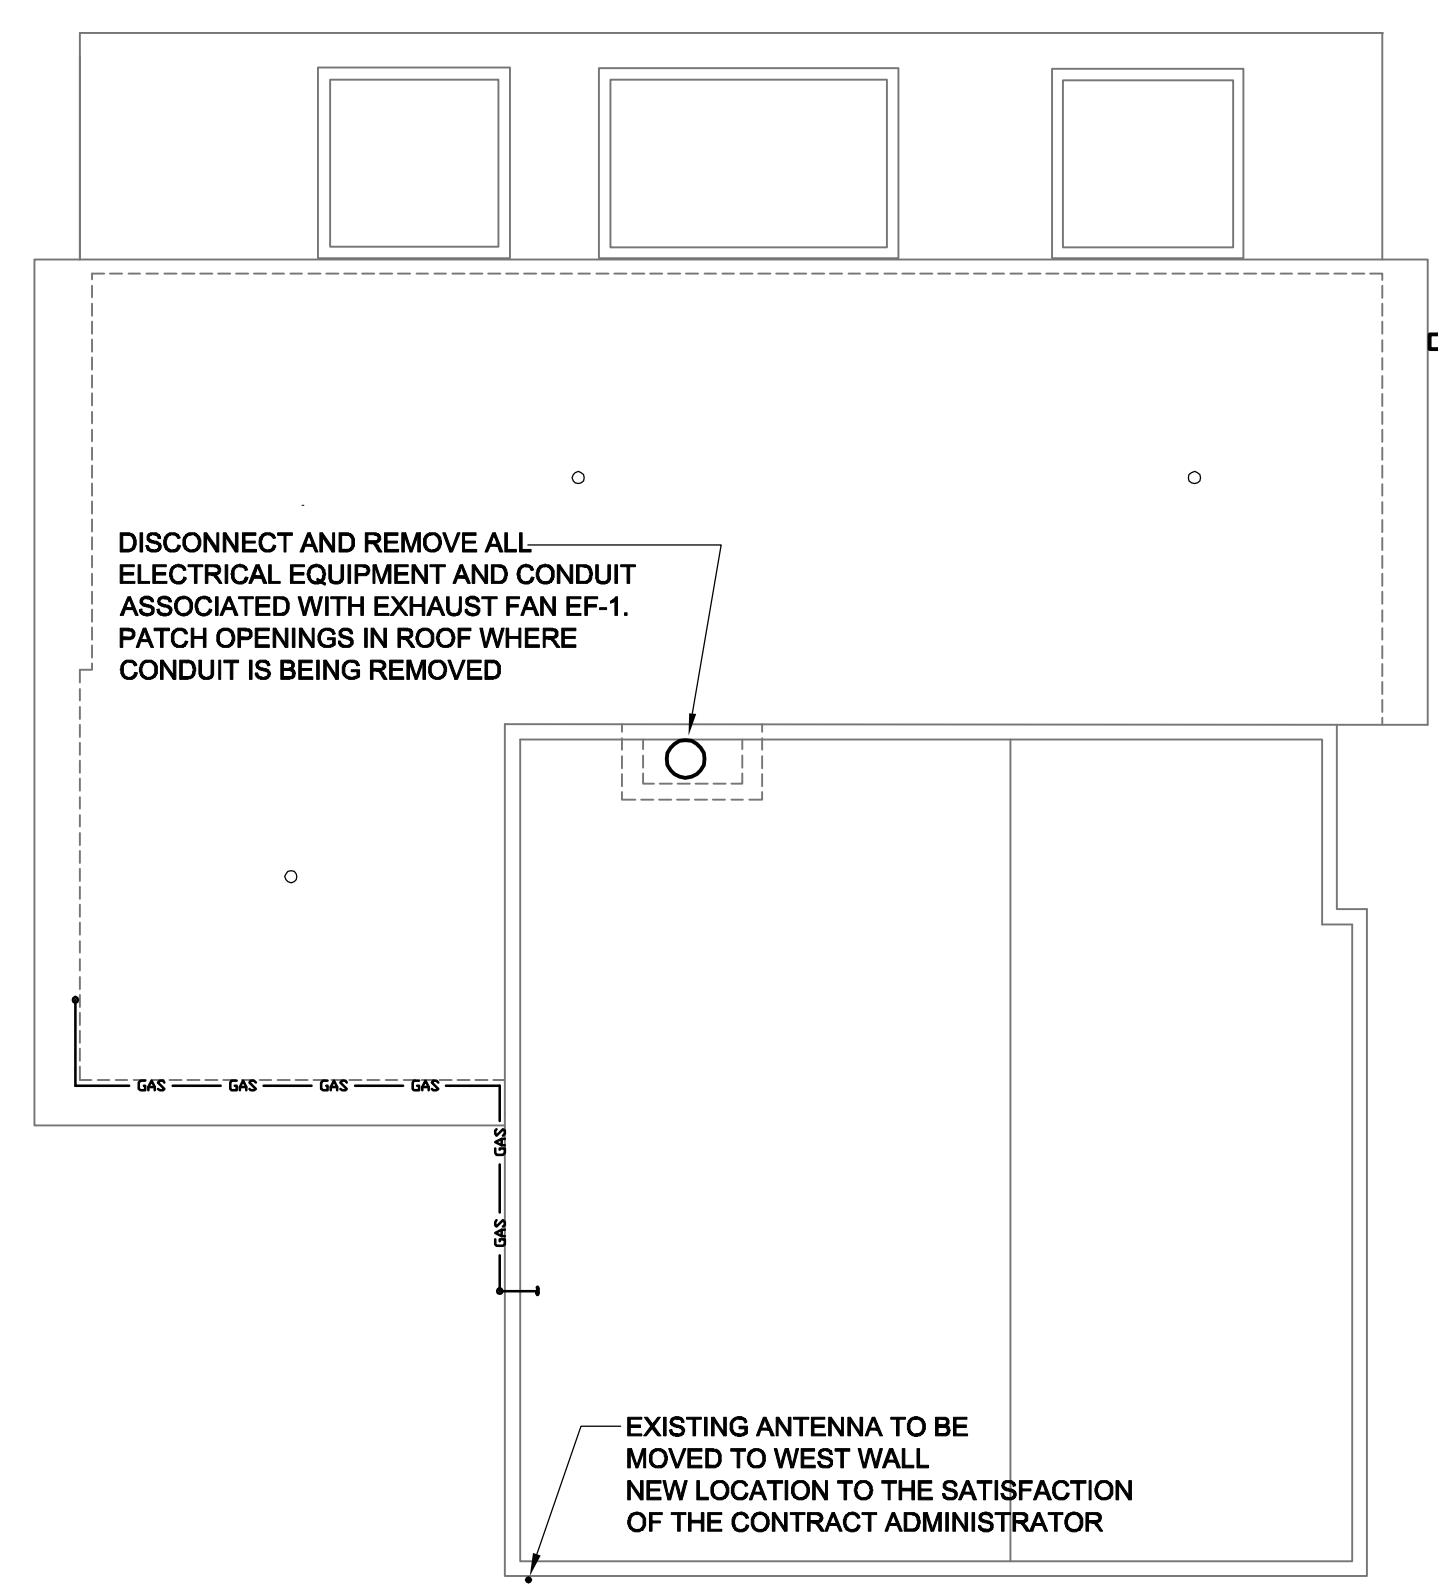 DISCONNECT AND REMOVE ALL
ELECTRICAL EQUIPMENT AND CONDUIT
ASSOCIATED WITH EXHAUST FAN EF-1.
PATCH OPENINGS IN ROOF WHERE
CONDUIT IS BEING REMOVED
GAS GAS GAS GAS
GAS
GAS
EXISTING ANTENNA TO BE
MOVED TO WEST WALL
NEW LOCATION TO THE SATISFACTION
OF THE CONTRACT ADMINISTRATOR